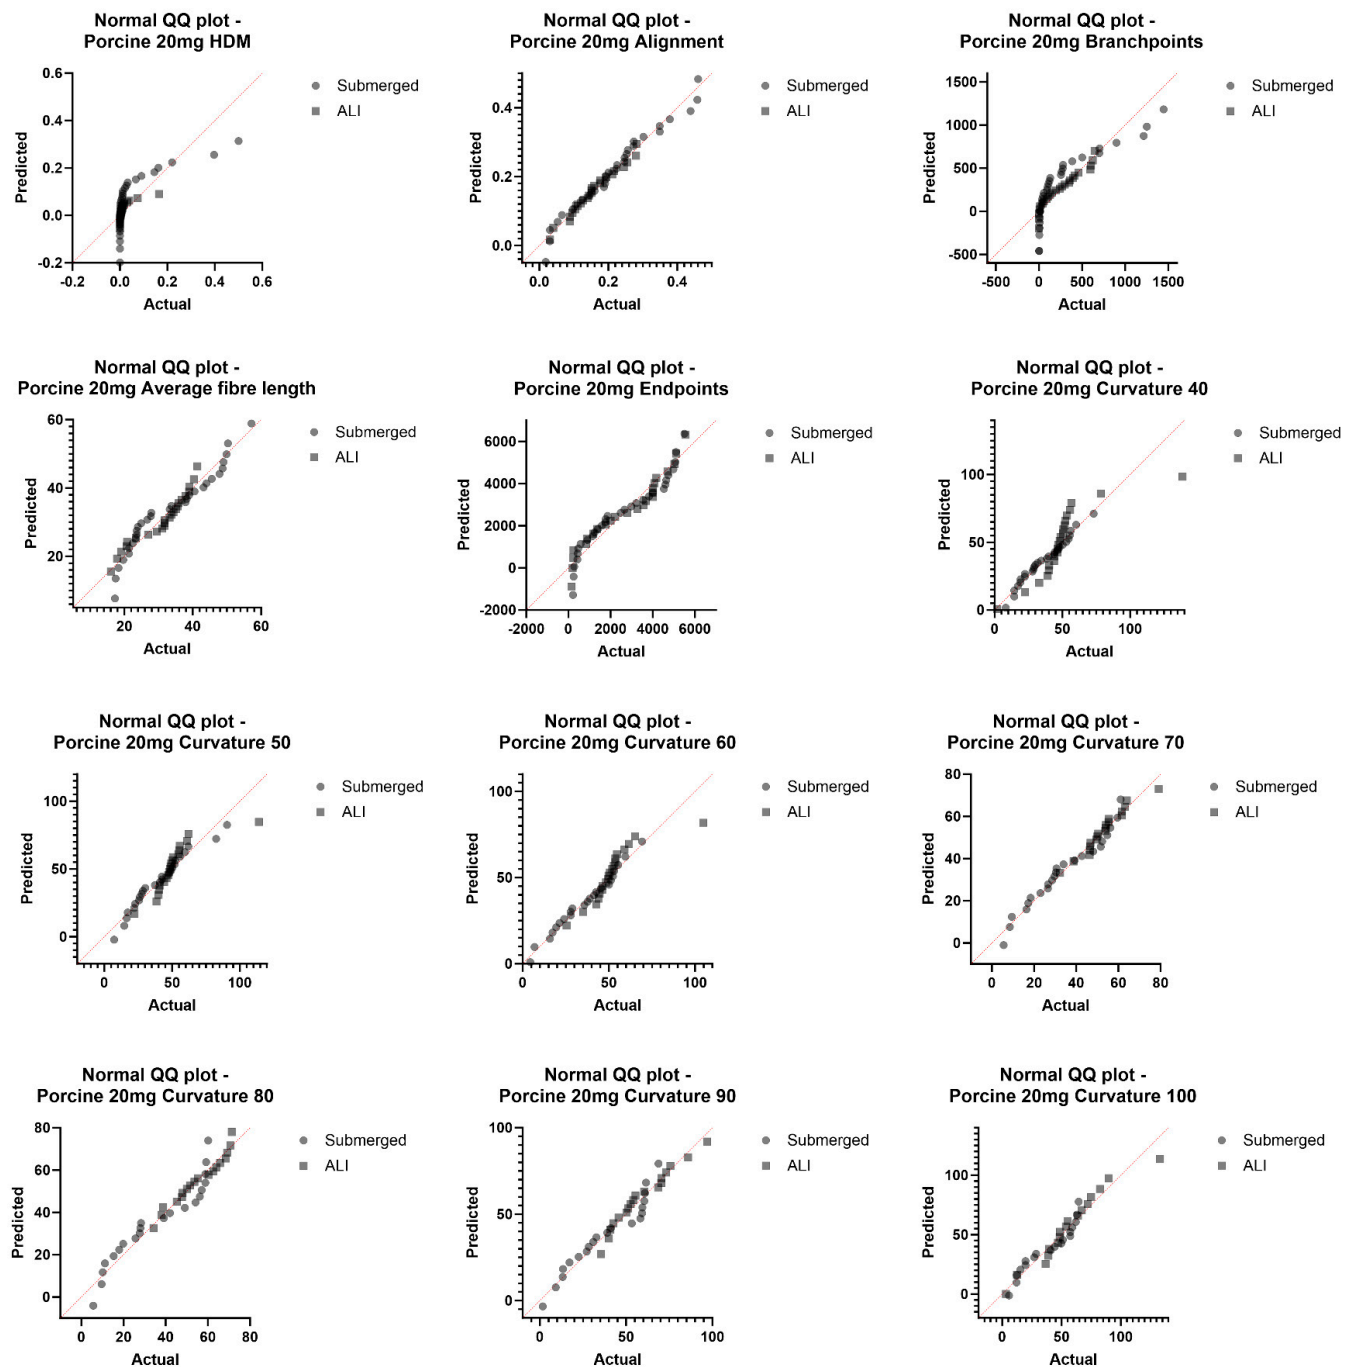 Normal QQ plot -
Porcine 20mg HDM
0.6
0.4
0.2
0.0
-0.2
Predicted
-0.2 0.0 0.2 0.4 0.6
Actual
Submerged
ALI
Normal QQ plot -
Porcine 20mg Alignment
0.4
0.2
0.0
Predicted
0.0 0.2 0.4
Actual
Submerged
ALI
Normal QQ plot -
Porcine 20mg Branchpoints
1500
1000
500
0
-500
Predicted
-500 0 500 1000 1500
Actual
Submerged
ALI
Normal QQ plot -
Porcine 20mg Average fibre length
60
40
20
Predicted
20 40 60
Actual
Submerged
ALI
Normal QQ plot -
Porcine 20mg Endpoints
6000
4000
2000
0
-2000
Predicted
-2000 0 2000 4000 6000
Actual
Submerged
ALI
Normal QQ plot -
Porcine 20mg Curvature 40
100
50
0
Predicted
0 50 100
Actual
Submerged
ALI
Normal QQ plot -
Porcine 20mg Curvature 50
100
50
0
Predicted
0 50 100
Actual
Submerged
ALI
Normal QQ plot -
Porcine 20mg Curvature 60
100
50
0
Predicted
0 50 100
Actual
Submerged
ALI
Normal QQ plot -
Porcine 20mg Curvature 70
80
60
40
20
0
Predicted
0 20 40 60 80
Actual
Submerged
ALI
Normal QQ plot -
Porcine 20mg Curvature 80
80
60
40
20
0
Predicted
0 20 40 60 80
Actual
Submerged
ALI
Normal QQ plot -
Porcine 20mg Curvature 90
100
50
0
Predicted
0 50 100
Actual
Submerged
ALI
Normal QQ plot -
Porcine 20mg Curvature 100
100
50
0
Predicted
0 50 100
Actual
Submerged
ALI